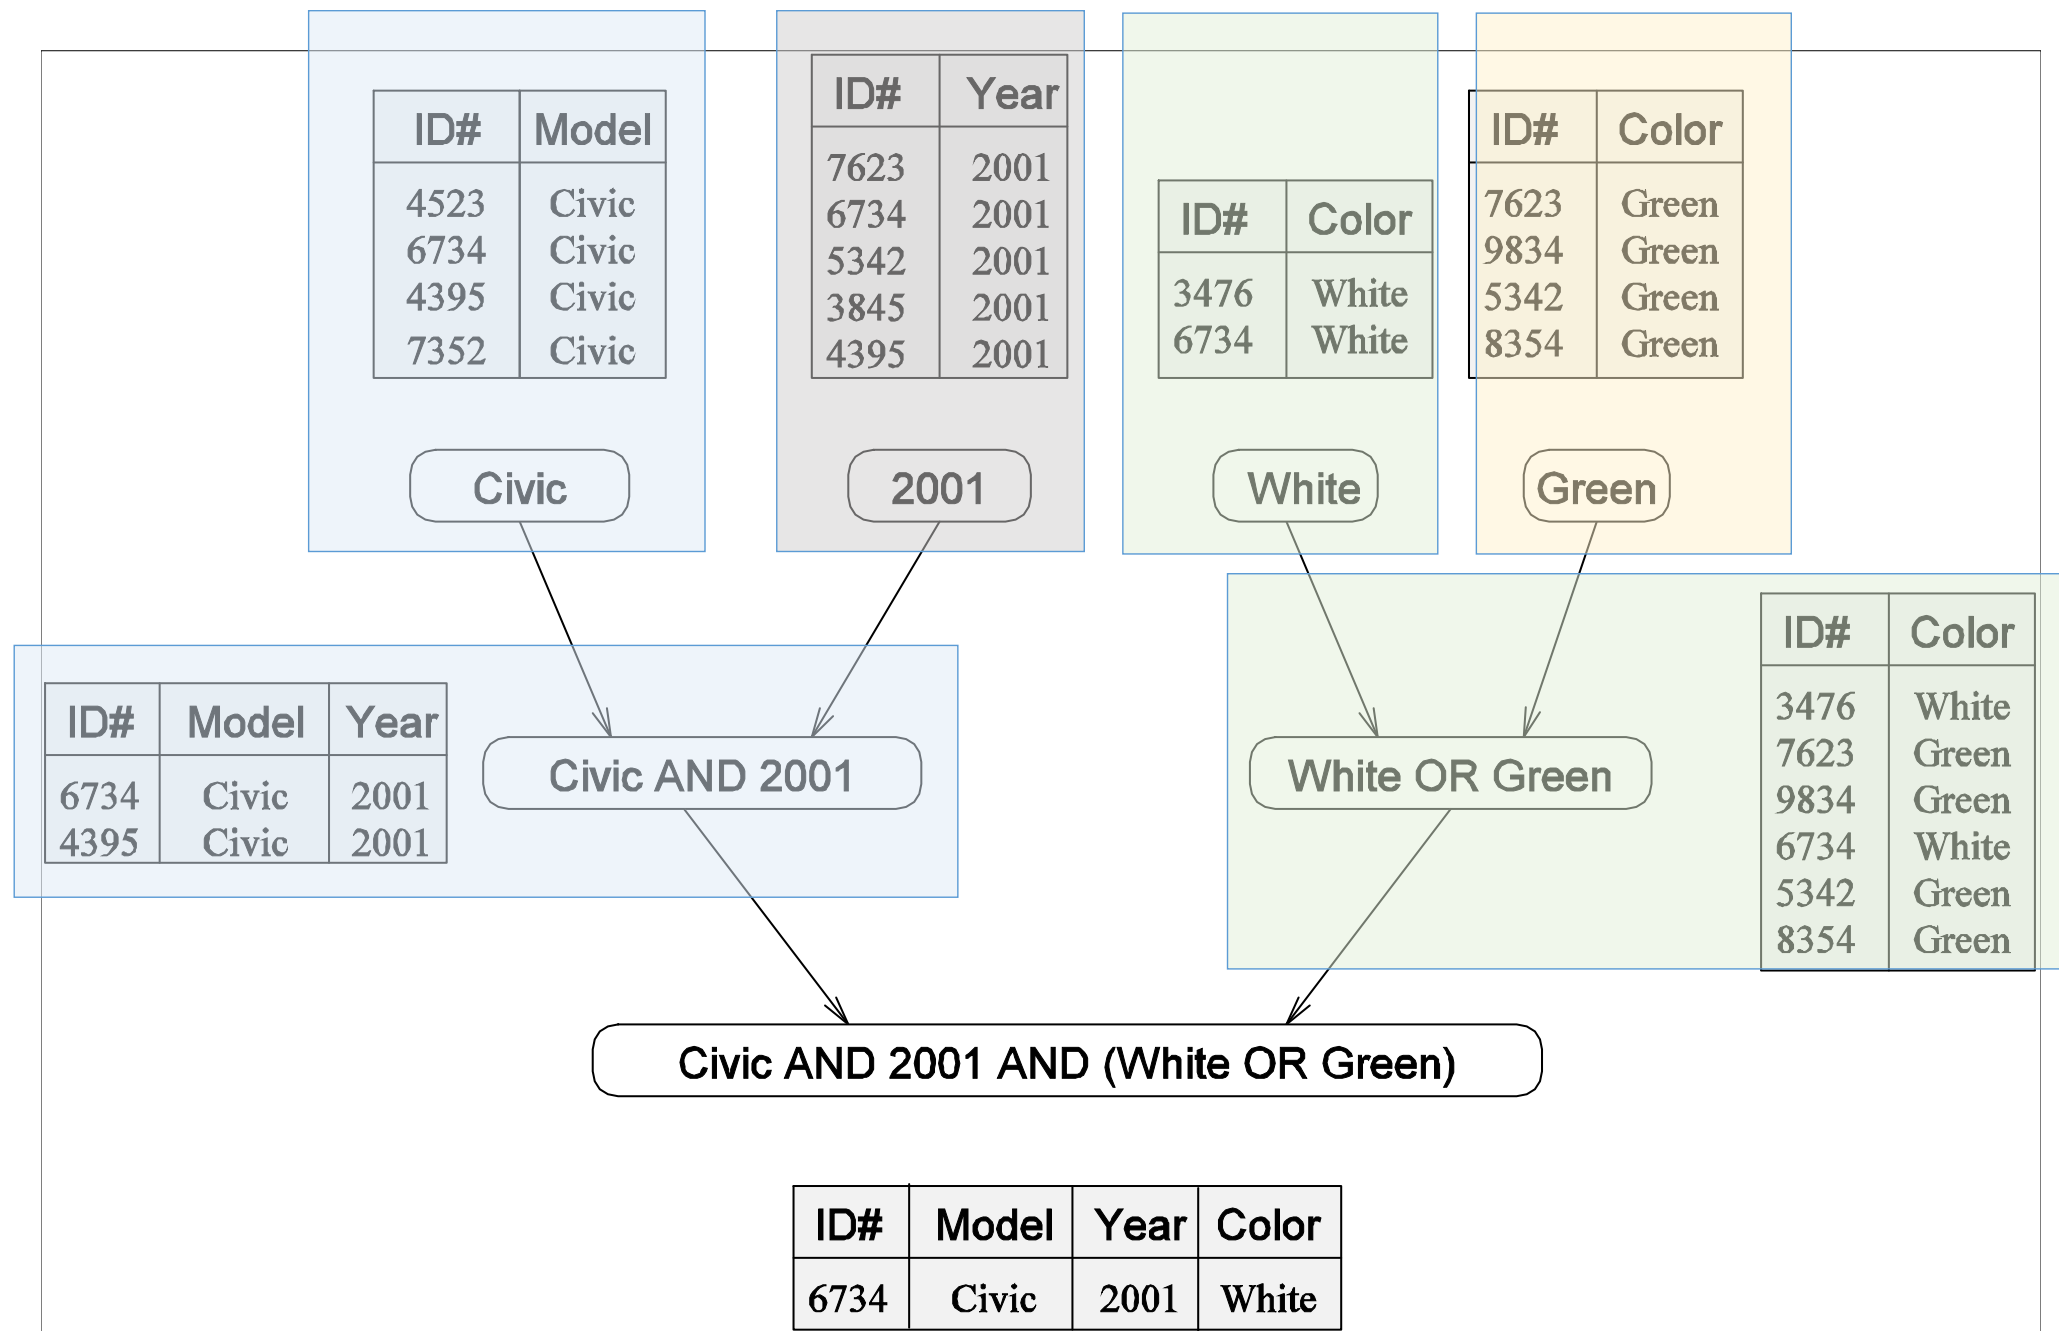 ID# Model
4523 Civic
6734 Civic
4395 Civic
7352 Civic
Civic
ID# Year
7623 2001
6734 2001
5342 2001
3845 2001
4395 2001
2001
ID# Color
3476 White
6734 White
White
ID# Color
7623 Green
9834 Green
5342 Green
8354 Green
Green
ID# Model Year
6734 Civic 2001
4395 Civic 2001
Civic AND 2001
White OR Green
ID# Color
3476 White
7623 Green
9834 Green
6734 White
5342 Green
8354 Green
Civic AND 2001 AND (White OR Green)
ID# Model Year Color
6734 Civic 2001 White